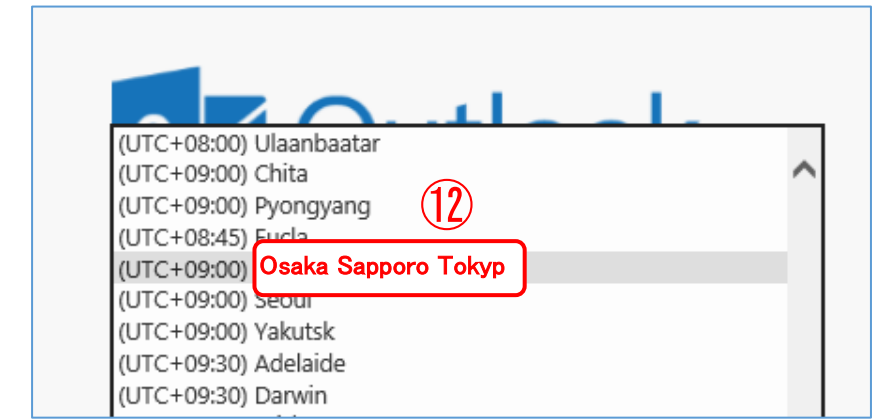 Outlook
(UTC+08:00) Ulaanbaatar
(UTC+09:00) Chita
(UTC+09:00) Pyongyang
⑫
(UTC+08:45) Eucla
(UTC+09:00) Osaka Sapporo Tokyp
(UTC+09:00) Seoul
(UTC+09:00) Yakutsk
(UTC+09:30) Adelaide
(UTC+09:30) Darwin